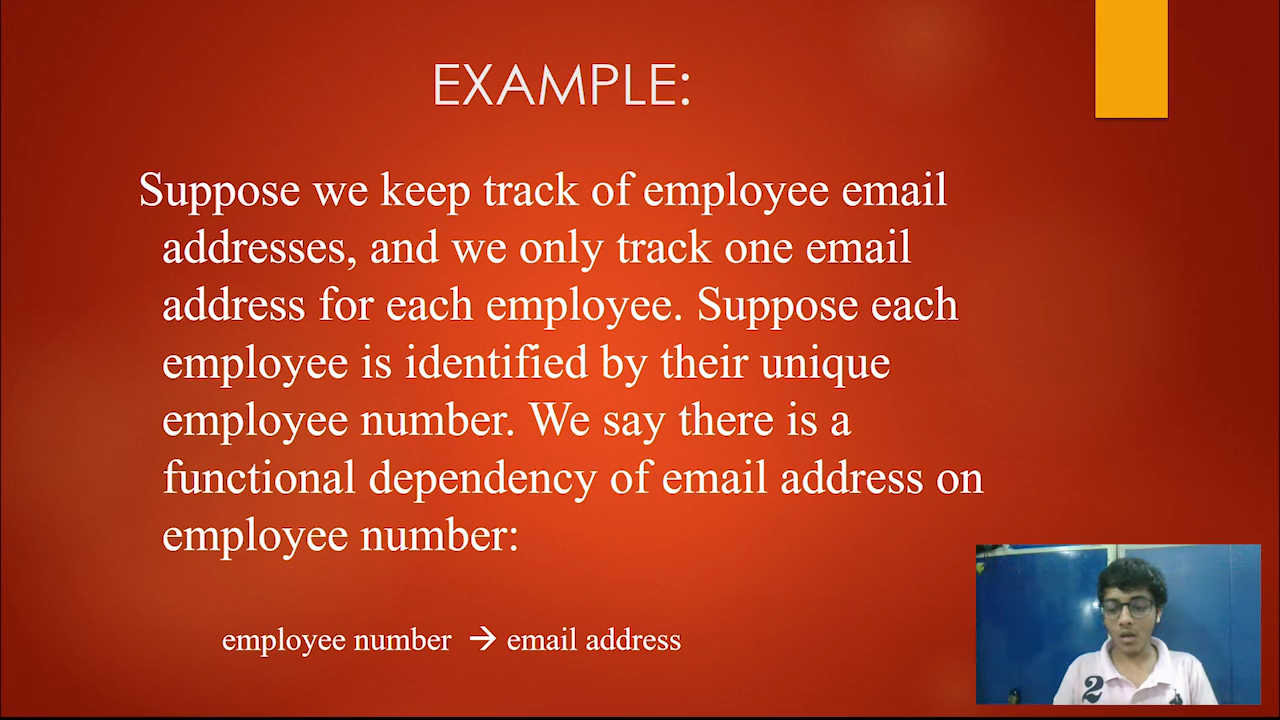 EXAMPLE:
Suppose we keep track of employee email
addresses, and we only track one email
address for each employee. Suppose each
employee is identified by their unique
employee number. We say there is a
functional dependency of email address on
employee number:
employee number → email address
2